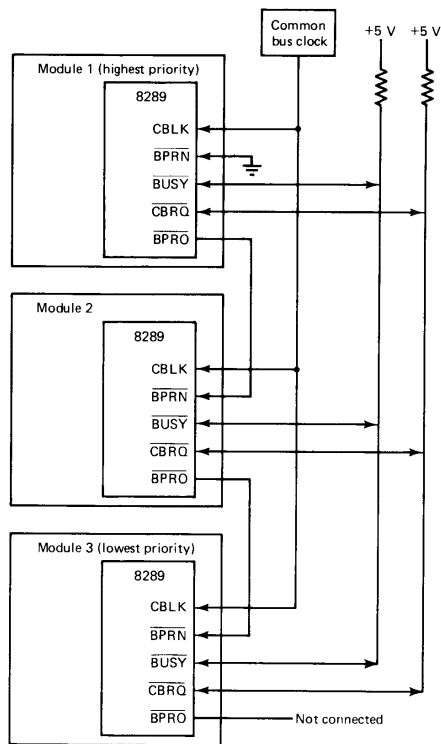 Common
bus clock
+5 V
+5 V
Module 1 (highest priority)
8289
CBLK
BPRN
BUSY
CBRQ
BPRO
Module 2
8289
CBLK
BPRN
BUSY
CBRQ
BPRO
Module 3 (lowest priority)
8289
CBLK
BPRN
BUSY
CBRQ
BPRO
Not connected